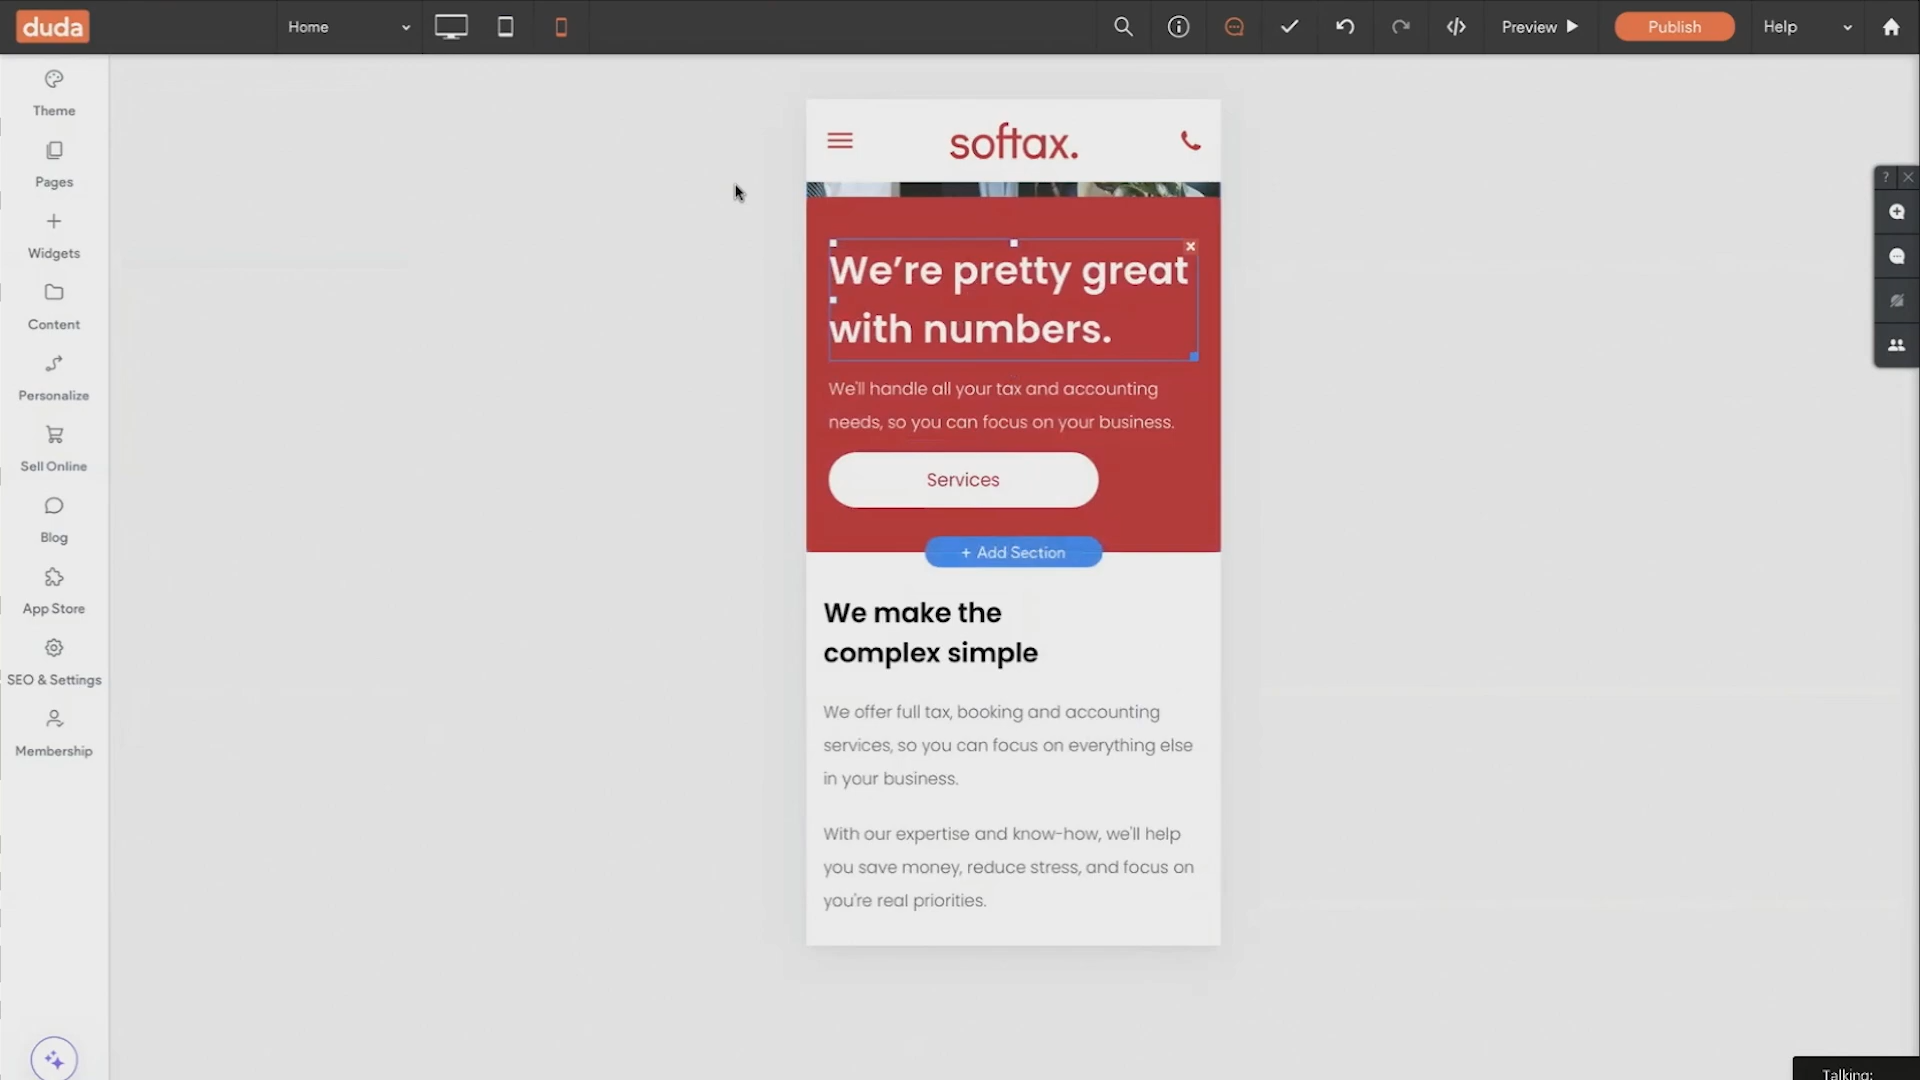 duda
Home
Preview
Publish
Help
Theme
Pages
Widgets
Content
Personalize
Sell Online
Blog
App Store
SEO & Settings
Membership
softax.
We’re pretty great
with numbers.
We'll handle all your tax and accounting
needs, so you can focus on your business.
Services
+ Add Section
We make the
complex simple
We offer full tax, booking and accounting
services, so you can focus on everything else
in your business.
With our expertise and know-how, we'll help
you save money, reduce stress, and focus on
you're real priorities.
?
Talking: